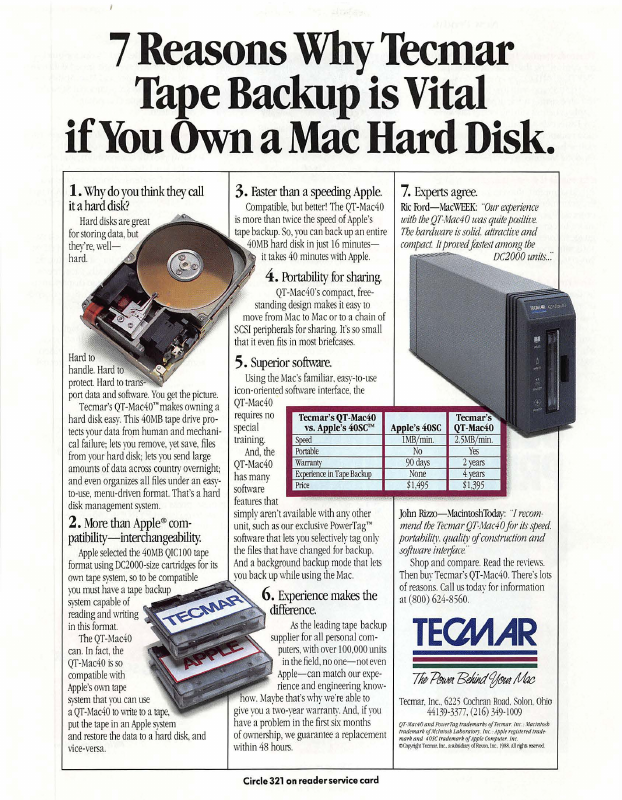 7 Reasons Why Tecmar
Tape Backup is Vital
if You Own a Mac Hard Disk.
1. Why do you think they call
it a hard disk?
Hard disks are great
for storing data, but
they're, well—
hard.
Hard to
handle. Hard to
protect. Hard to trans-
port data and software. You get the picture.
Tecmar's QT-Mac40™ makes owning a
hard disk easy. This 40MB tape drive pro-
tects your data from human and mechani-
cal failure; lets you remove, yet save, files
from your hard disk; lets you send large
amounts of data across country overnight;
and even organizes all files under an easy-
to-use, menu-driven format. That's a hard
disk management system.
2. More than Apple® com-
patibility—interchangeability.
Apple selected the 40MB QIC100 tape
format using DC2000-size cartridges for its
own tape system, so to be compatible
you must have a tape backup
system capable of
reading and writing
in this format.
The QT-Mac40
can. In fact, the
QT-Mac40 is so
compatible with
Apple's own tape
system that you can use
a QT-Mac40 to write to a tape,
put the tape in an Apple system
and restore the data to a hard disk, and
vice-versa.
TECMAR
APPLE
3. Faster than a speeding Apple.
Compatible, but better! The QT-Mac40
is more than twice the speed of Apple's
tape backup. So, you can back up an entire
40MB hard disk in just 16 minutes—
it takes 40 minutes with Apple.
4. Portability for sharing.
QT-Mac40's compact, free-
standing design makes it easy to
move from Mac to Mac or to a chain of
SCSI peripherals for sharing. It's so small
that it even fits in most briefcases.
5. Superior software.
Using the Mac's familiar, easy-to-use
icon-oriented software interface, the
QT-Mac40
requires no
special
training.
And, the
QT-Mac40
has many
software
features that
simply aren't available with any other
unit, such as our exclusive PowerTag™
software that lets you selectively tag only
the files that have changed for backup.
And a background backup mode that lets
you back up while using the Mac.
Tecmar's QT-Mac40 vs. Apple's 40SC™ Apple's 40SC Tecmar's QT-Mac40
Speed 1MB/min. 2.5MB/min.
Portable No Yes
Warranty 90 days 2 years
Experience in Tape Backup None 4 years
Price $1,495 $1,395
6. Experience makes the
difference.
As the leading tape backup
supplier for all personal com-
puters, with over 100,000 units
in the field, no one—not even
Apple—can match our expe-
rience and engineering know-
how. Maybe that's why we're able to
give you a two-year warranty. And, if you
have a problem in the first six months
of ownership, we guarantee a replacement
within 48 hours.
7. Experts agree.
Ric Ford—MacWEEK: "Our experience
with the QT-Mac40 was quite positive.
The hardware is solid, attractive and
compact. It proved fastest among the
DC2000 units..."
TECMAR
John Rizzo—MacintoshToday: "I recom-
mend the Tecmar QT-Mac40 for its speed,
portability, quality of construction and
software interface"
Shop and compare. Read the reviews.
Then buy Tecmar's QT-Mac40. There's lots
of reasons. Call us today for information
at (800) 624-8560.
TECMAR
The Power Behind Your Mac
Tecmar, Inc., 6225 Cochran Road, Solon, Ohio
44139-3377, (216) 349-1009
QT-Mac40 and PowerTag trademarks of Tecmar, Inc.; Macintosh
trademark of McIntosh Laboratory, Inc.; Apple registered trade-
mark and 40SC trademark of Apple Computer, Inc.
©Copyright Tecmar, Inc., a subsidiary of Rexon, Inc., 1988. All rights reserved.
Circle 321 on reader service card